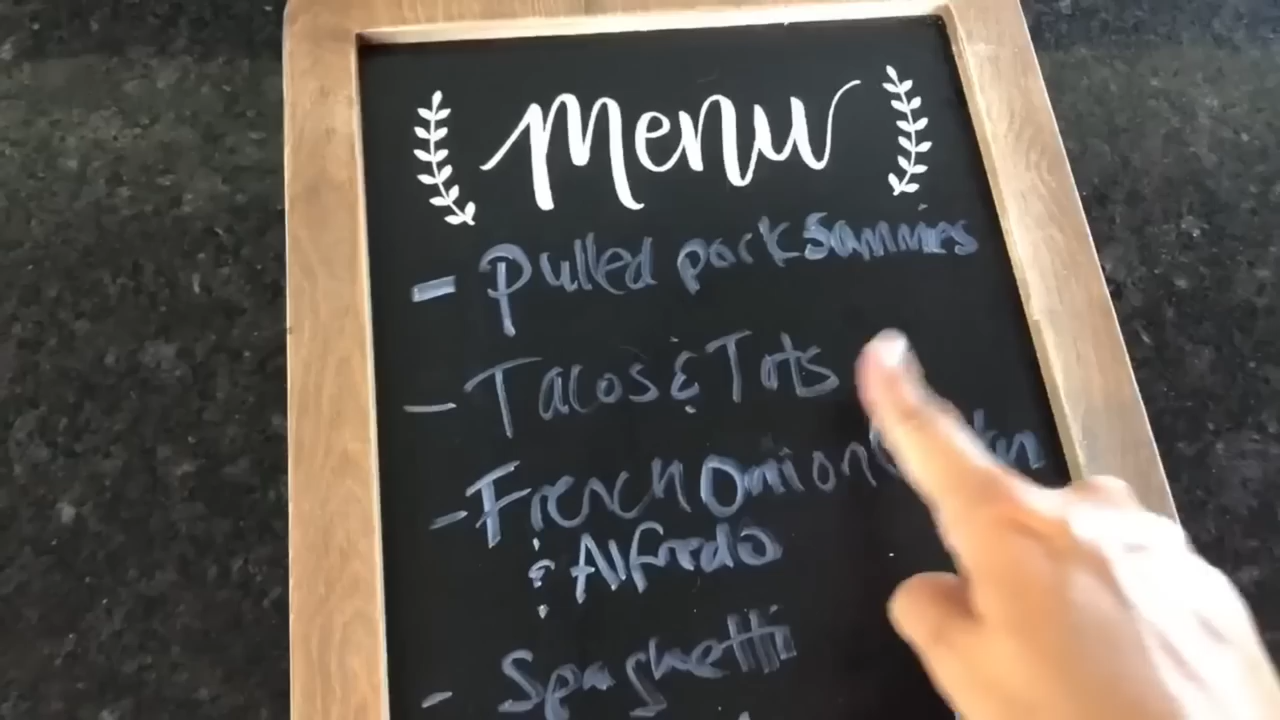 Menu
- Pulled pork Sammies
- Tacos & Tots
- French Onion
& Alfredo
- Spaghetti